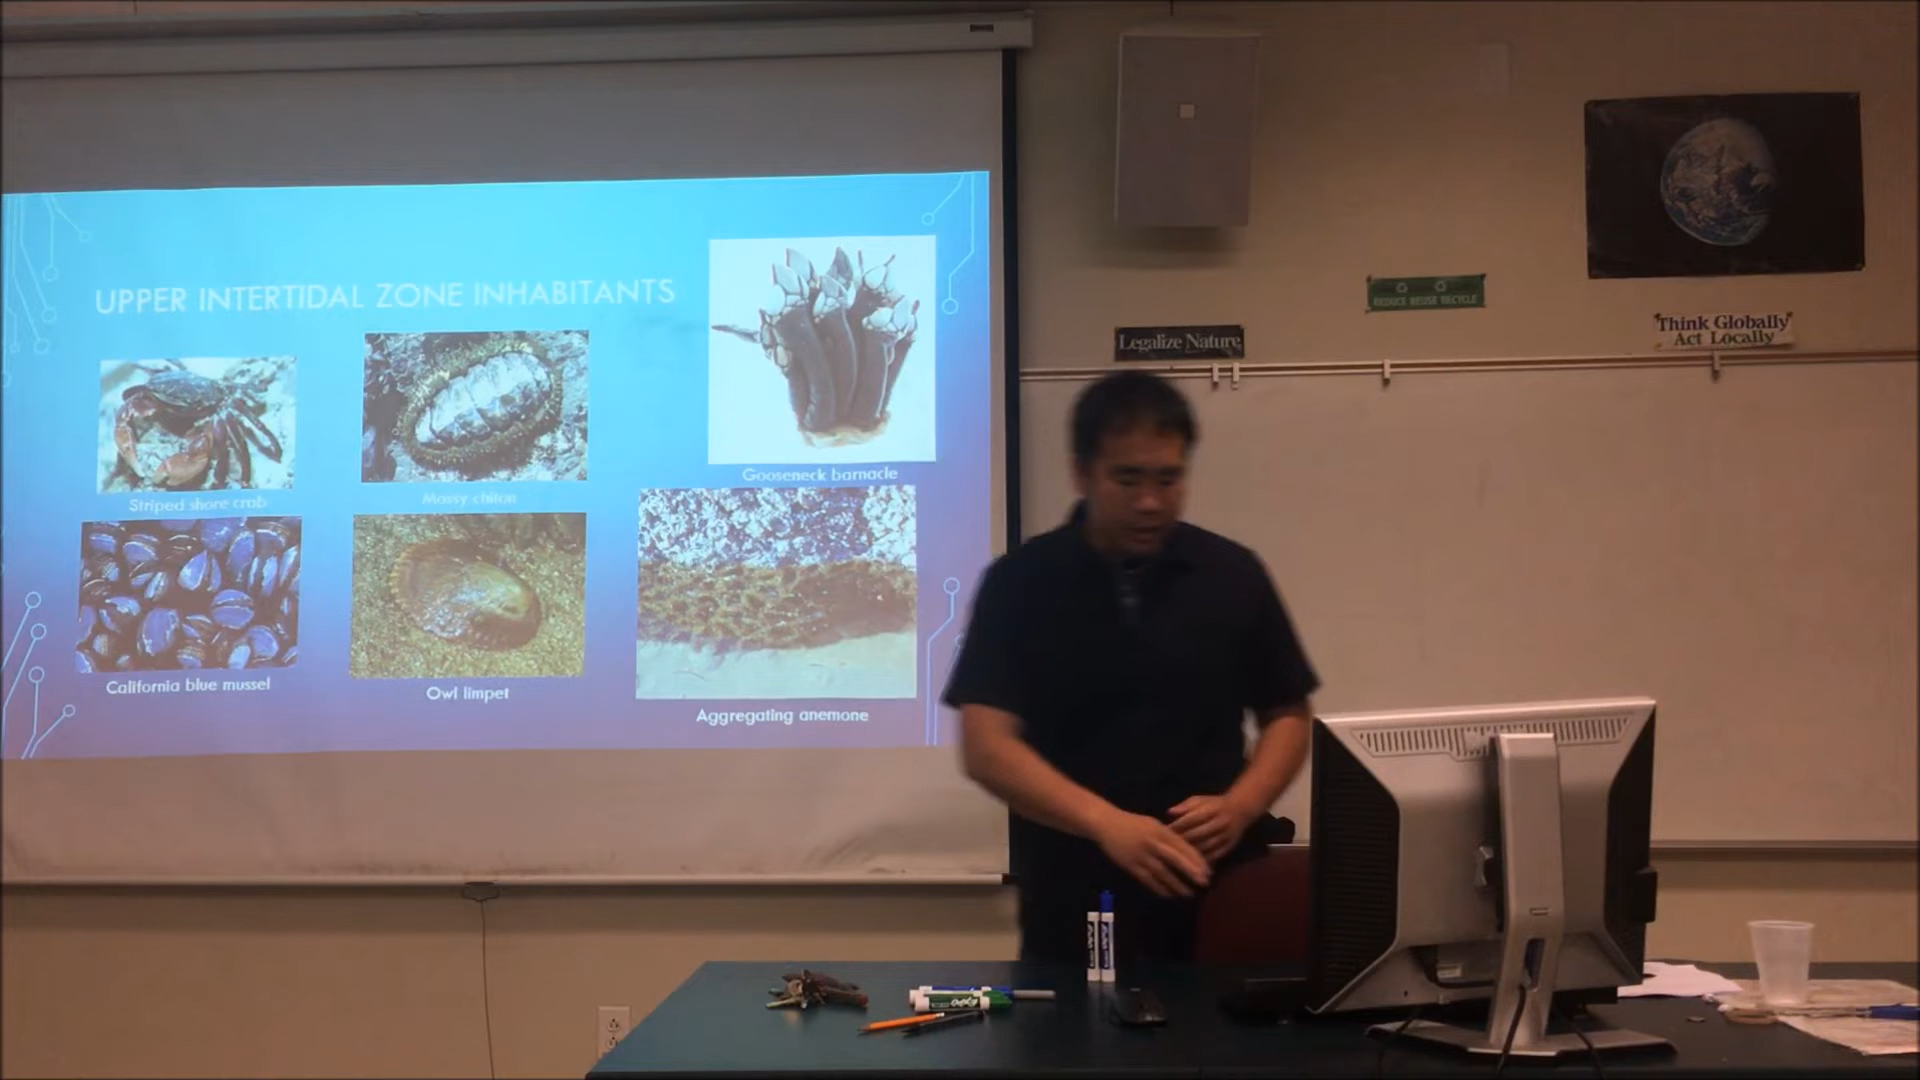 UPPER INTERTIDAL ZONE INHABITANTS
Gooseneck barnacle
Striped shore crab
Mossy chiton
California blue mussel
Owl limpet
Aggregating anemone
Legalize Nature
REDUCE REUSE RECYCLE
Think Globally
Act Locally
EXPO